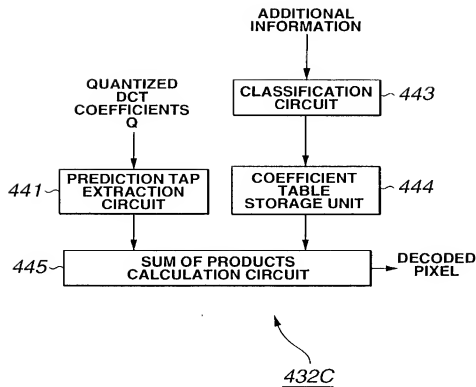 ADDITIONAL
INFORMATION
QUANTIZED
DCT
COEFFICIENTS
Q
CLASSIFICATION
CIRCUIT
443
441
PREDICTION TAP
EXTRACTION
CIRCUIT
COEFFICIENT
TABLE
STORAGE UNIT
444
445
SUM OF PRODUCTS
CALCULATION CIRCUIT
DECODED
PIXEL
432C